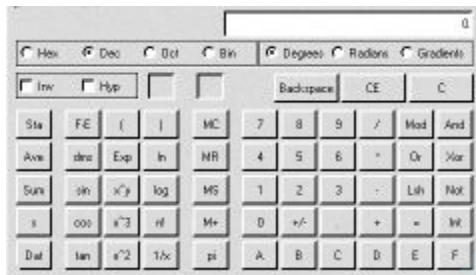 0.
Hex Dec Oct Bin Degrees Radians Gradients
Inv Hyp Backspace CE C
Sta F-E ( ) MC 7 8 9 / Mod And
Ave dms Exp ln MR 4 5 6 * Or Xor
Sum sin x^y log MS 1 2 3 - Lsh Not
s cos x^3 n! M+ 0 +/- . + = Int
Dat tan x^2 1/x pi A B C D E F